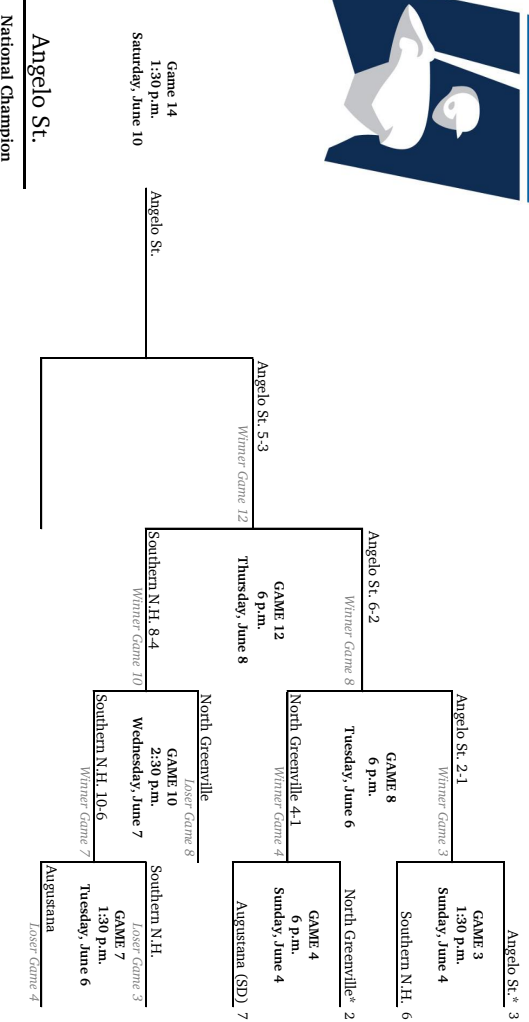 Angelo St.* 3
GAME 3
1:30 p.m.
Sunday, June 4
Southern N.H. 6
North Greenville* 2
GAME 4
6 p.m.
Sunday, June 4
Augustana (SD) 7
Southern N.H.
Loser Game 3
GAME 7
1:30 p.m.
Tuesday, June 6
Augustana
Loser Game 4
Angelo St. 2-1
Winner Game 3
GAME 8
6 p.m.
Tuesday, June 6
North Greenville 4-1
Winner Game 4
North Greenville
Loser Game 8
GAME 10
2:30 p.m.
Wednesday, June 7
Southern N.H. 10-6
Winner Game 7
Angelo St. 6-2
Winner Game 8
GAME 12
6 p.m.
Thursday, June 8
Southern N.H. 8-4
Winner Game 10
Angelo St. 5-3
Winner Game 12
Angelo St.
Game 14
1:30 p.m.
Saturday, June 10
Angelo St.
National Champion